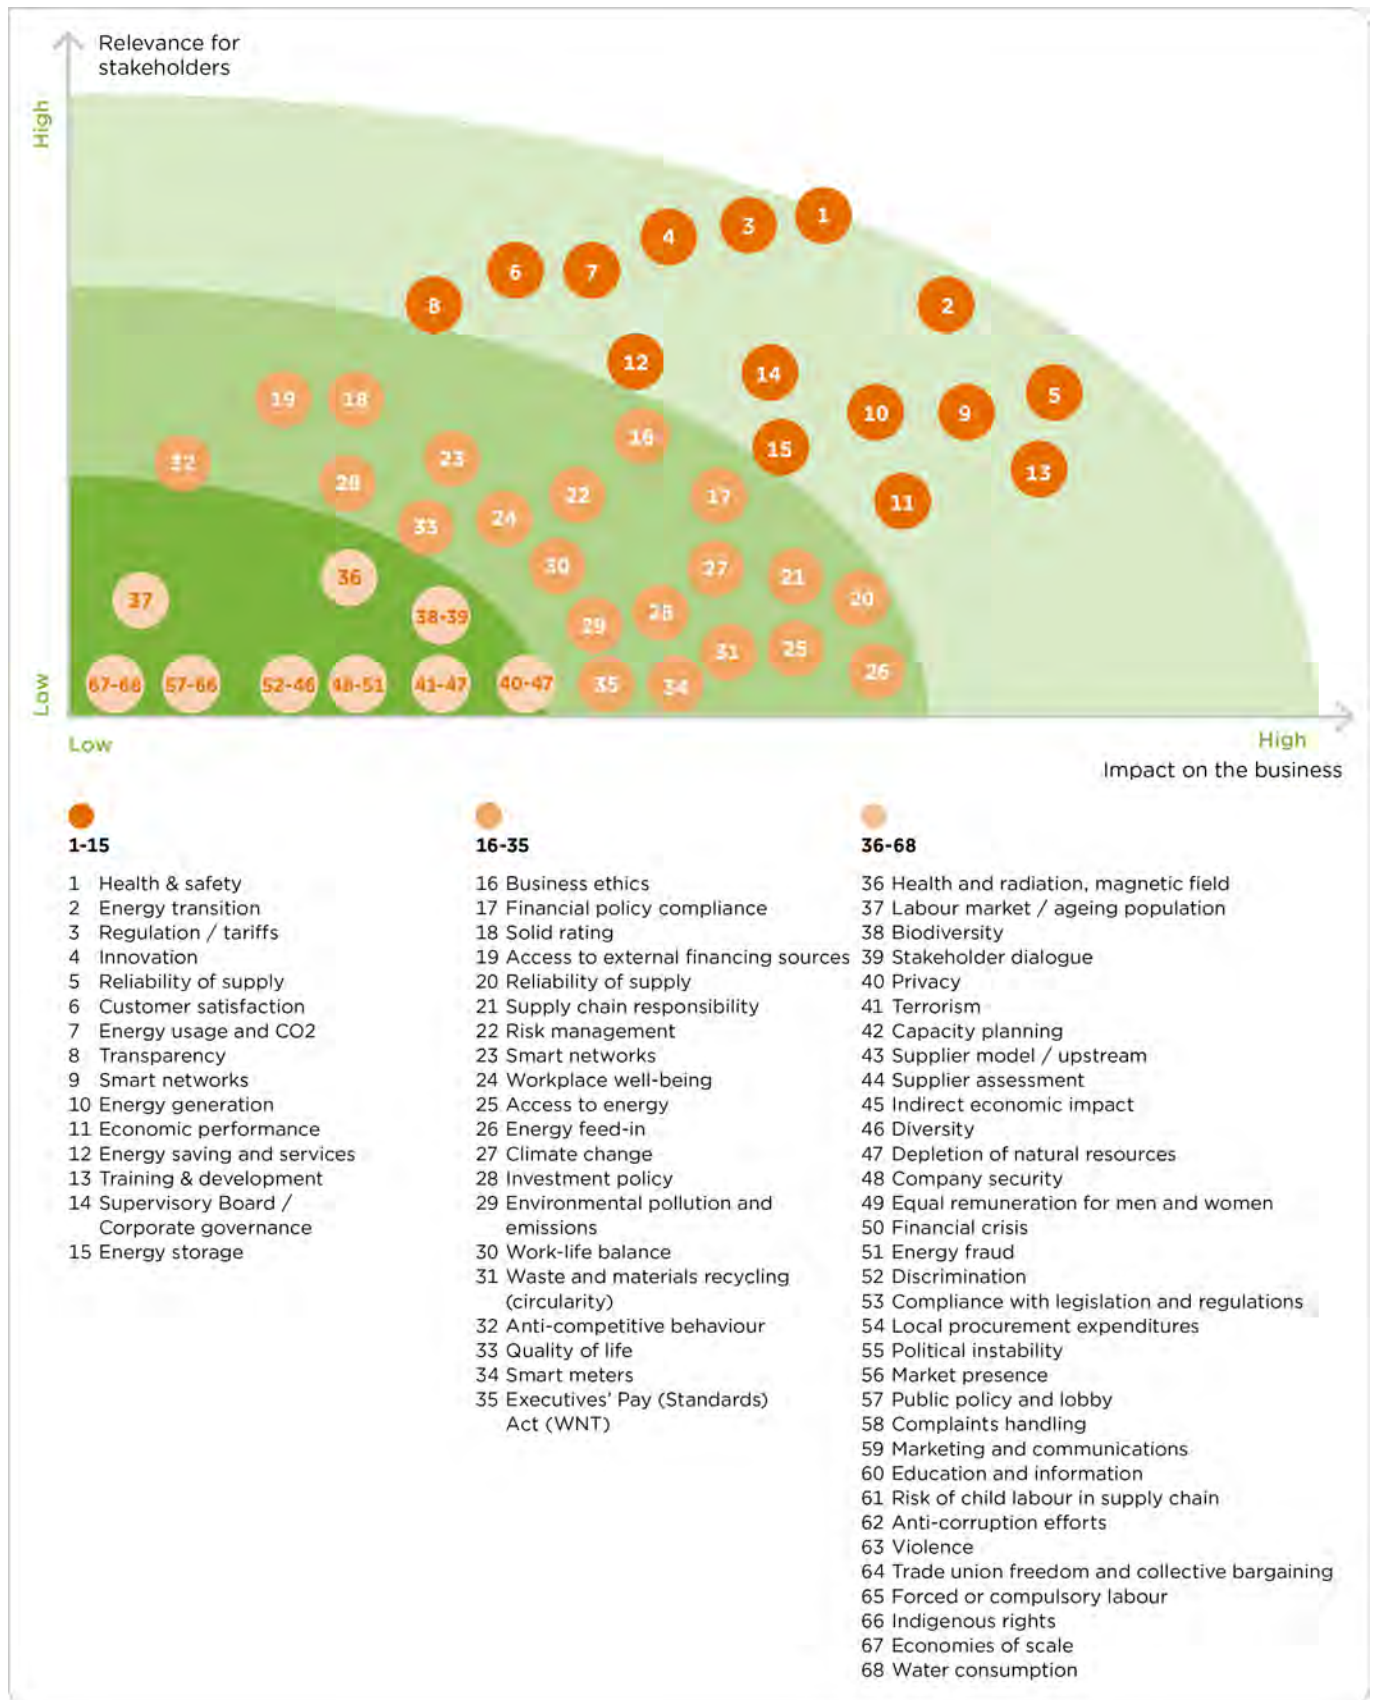 Relevance for
stakeholders
High
1
3
4
6
7
8
2
12
14
5
19
18
10
9
16
15
23
32
13
28
22
17
11
24
33
30
27
36
21
37
20
28
38-39
29
31
25
26
67-68
57-66
52-46
48-51
41-47
40-47
35
34
Low
Low
High
Impact on the business
1-15
1 Health & safety
2 Energy transition
3 Regulation / tariffs
4 Innovation
5 Reliability of supply
6 Customer satisfaction
7 Energy usage and CO2
8 Transparency
9 Smart networks
10 Energy generation
11 Economic performance
12 Energy saving and services
13 Training & development
14 Supervisory Board /
Corporate governance
15 Energy storage
16-35
16 Business ethics
17 Financial policy compliance
18 Solid rating
19 Access to external financing sources
20 Reliability of supply
21 Supply chain responsibility
22 Risk management
23 Smart networks
24 Workplace well-being
25 Access to energy
26 Energy feed-in
27 Climate change
28 Investment policy
29 Environmental pollution and
emissions
30 Work-life balance
31 Waste and materials recycling
(circularity)
32 Anti-competitive behaviour
33 Quality of life
34 Smart meters
35 Executives' Pay (Standards)
Act (WNT)
36-68
36 Health and radiation, magnetic field
37 Labour market / ageing population
38 Biodiversity
39 Stakeholder dialogue
40 Privacy
41 Terrorism
42 Capacity planning
43 Supplier model / upstream
44 Supplier assessment
45 Indirect economic impact
46 Diversity
47 Depletion of natural resources
48 Company security
49 Equal remuneration for men and women
50 Financial crisis
51 Energy fraud
52 Discrimination
53 Compliance with legislation and regulations
54 Local procurement expenditures
55 Political instability
56 Market presence
57 Public policy and lobby
58 Complaints handling
59 Marketing and communications
60 Education and information
61 Risk of child labour in supply chain
62 Anti-corruption efforts
63 Violence
64 Trade union freedom and collective bargaining
65 Forced or compulsory labour
66 Indigenous rights
67 Economies of scale
68 Water consumption